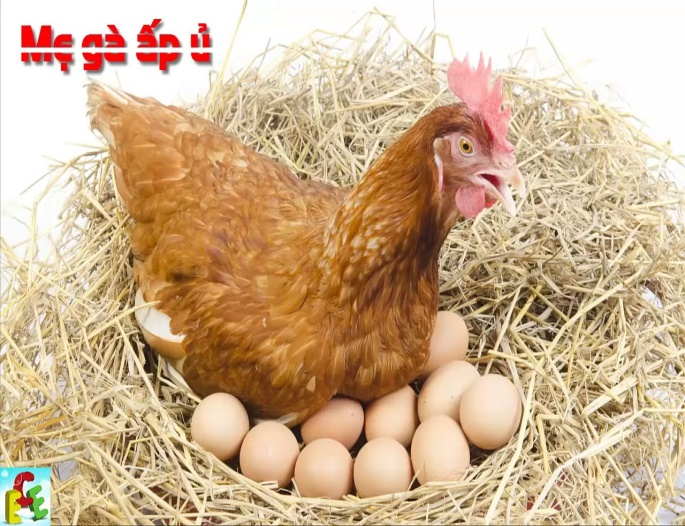 Mẹ gà ấp ủ